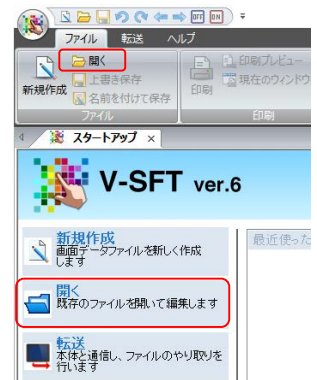 OFF ON
ファイル 転送 ヘルプ
新規作成
開く
上書き保存
名前を付けて保存
ファイル
印刷
印刷プレビュー
現在のウィンドウ
印刷
スタートアップ ×
V-SFT ver.6
新規作成
画面データファイルを新しく作成
します
開く
既存のファイルを開いて編集します
転送
本体と通信し、ファイルのやり取りを
行います
最近使った